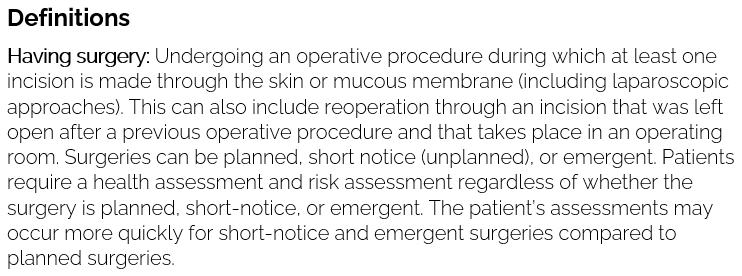 Definitions
Having surgery: Undergoing an operative procedure during which at least one
incision is made through the skin or mucous membrane (including laparoscopic
approaches). This can also include reoperation through an incision that was left
open after a previous operative procedure and that takes place in an operating
room. Surgeries can be planned, short notice (unplanned), or emergent. Patients
require a health assessment and risk assessment regardless of whether the
surgery is planned, short-notice, or emergent. The patient’s assessments may
occur more quickly for short-notice and emergent surgeries compared to
planned surgeries.